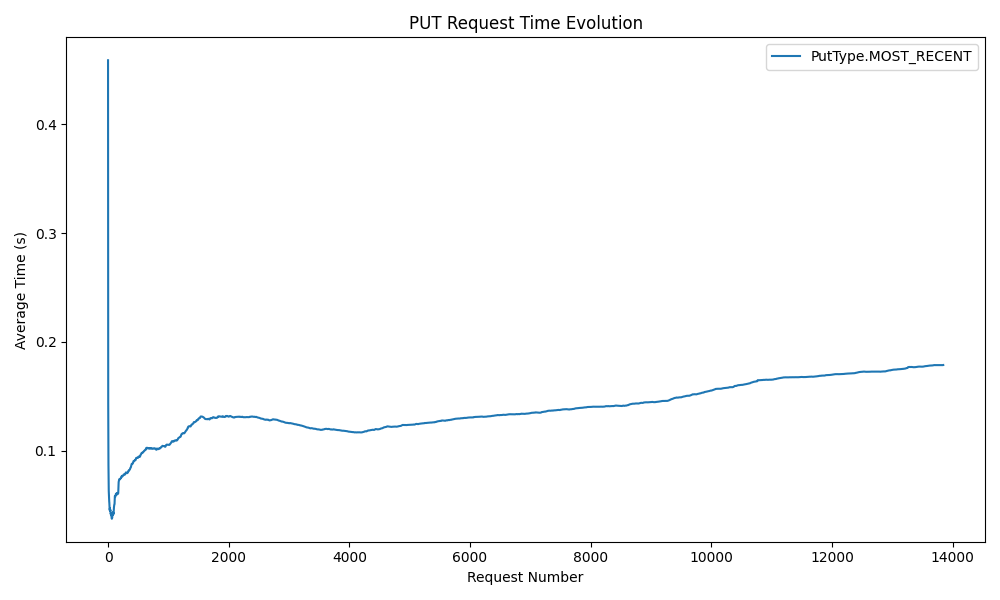 PUT Request Time Evolution
PutType.MOST_RECENT
Average Time (s)
0.4
0.3
0.2
0.1
0 2000 4000 6000 8000 10000 12000 14000
Request Number